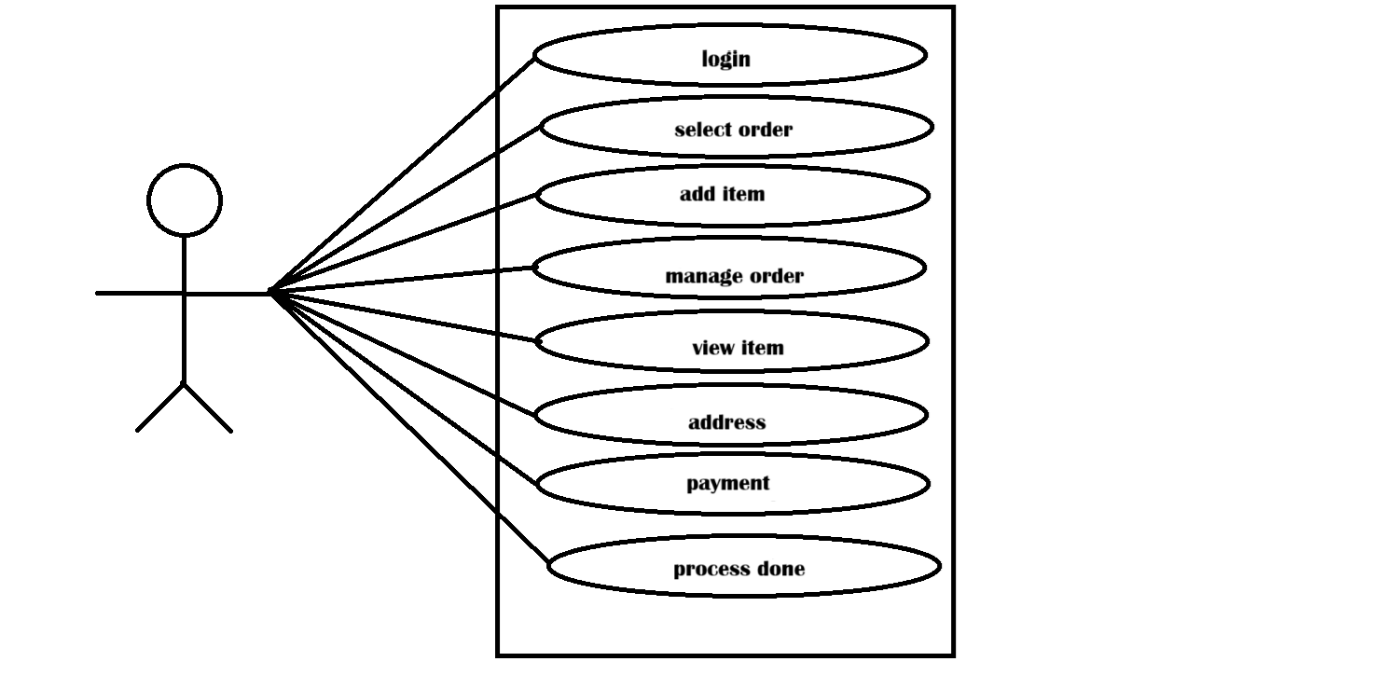 login
select order
add item
manage order
view item
address
payment
process done